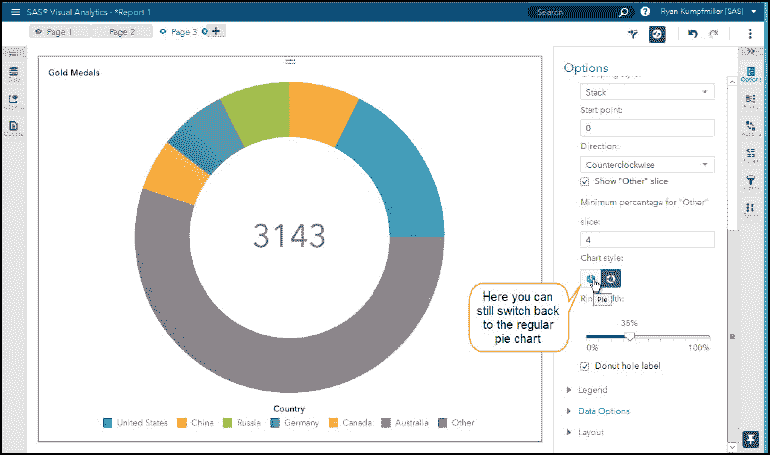 SAS® Visual Analytics - *Report 1
Search
Ryan Kumpfmiller (SAS)
Page 1
Page 2
Page 3
Gold Medals
3143
Country
United States
China
Russia
Germany
Canada
Australia
Other
Options
Stack
Start point:
0
Direction:
Counterclockwise
Show "Other" slice
Minimum percentage for "Other"
slice:
4
Chart style:
Pie
Here you can
still switch back
to the regular
pie chart
35%
0%
100%
Donut hole label
Legend
Data Options
Layout
Options